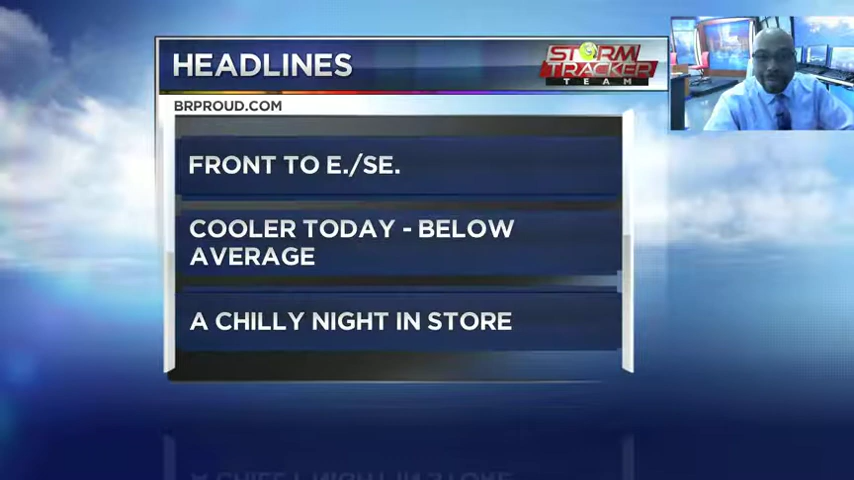 HEADLINES
STORM
TRACKER
TEAM
BRPROUD.COM
FRONT TO E./SE.
COOLER TODAY - BELOW
AVERAGE
A CHILLY NIGHT IN STORE